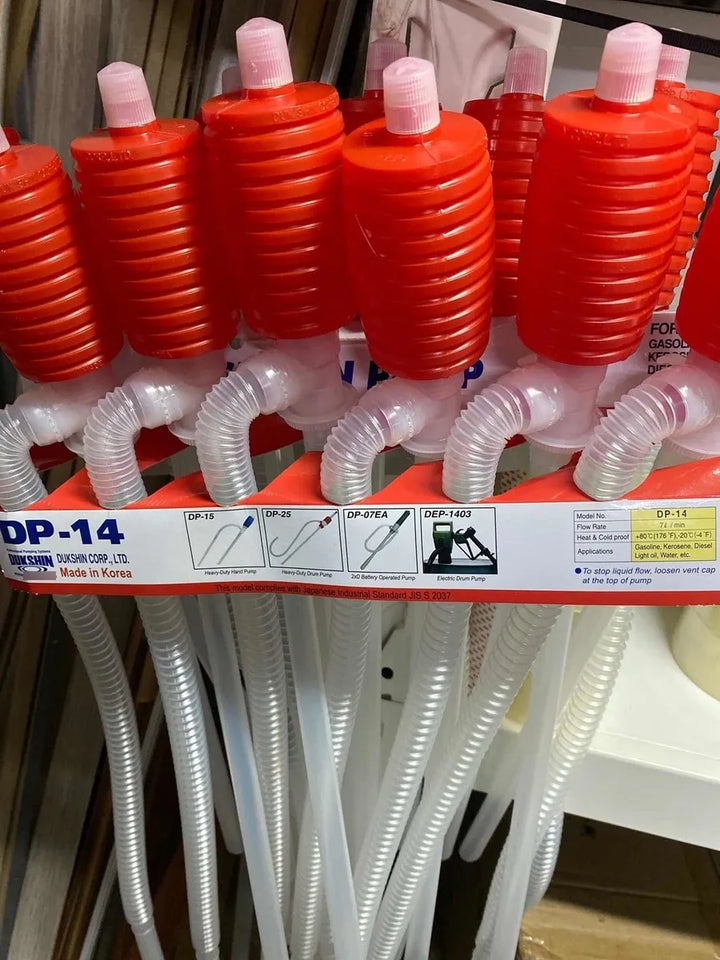 FOR
GASOL
KEROS
DIES
N PUMP
DP-14
DUKSHIN
DUKSHIN CORP., LTD.
Made in Korea
DP-15
Heavy-Duty Hand Pump
DP-25
Heavy-Duty Drum Pump
DP-07EA
2xD Battery Operated Pump
DEP-1403
Electric Drum Pump
Model No. DP-14
Flow Rate 7ℓ / min
Heat & Cold proof +80℃(176 ℉),-20℃(-4 ℉)
Applications Gasoline, Kerosene, Diesel
Light oil, Water, etc.
● To stop liquid flow, loosen vent cap
at the top of pump
This model complies with Japanese Industrial Standard JIS S 2037